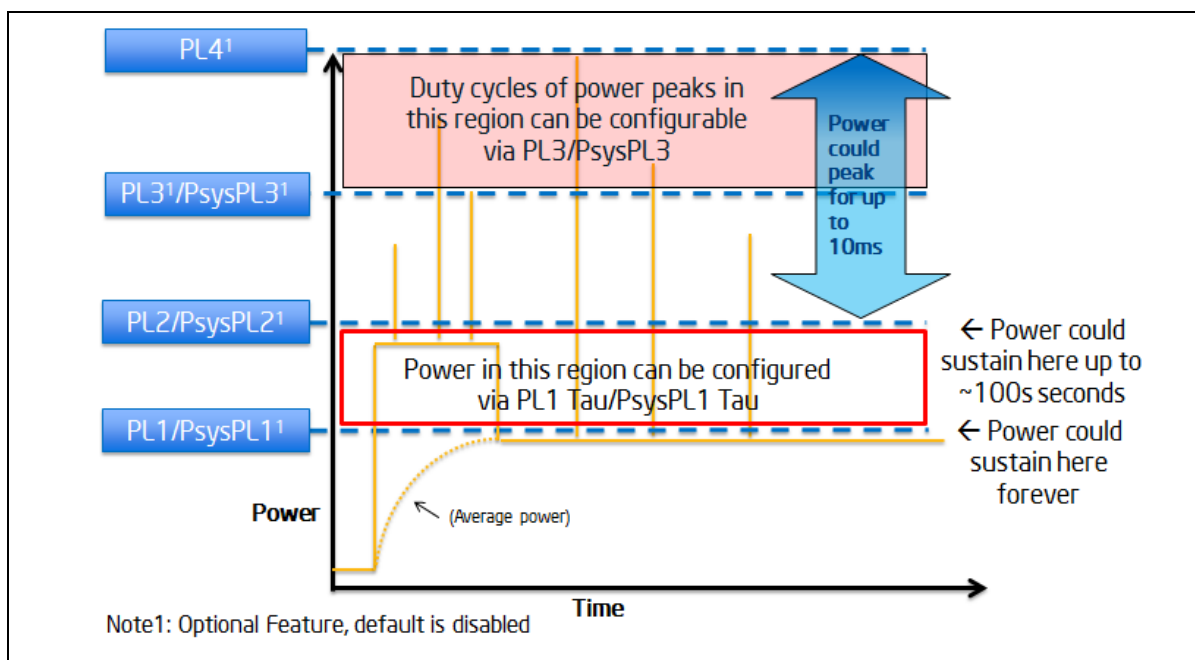 PL4¹
Duty cycles of power peaks in
this region can be configurable
via PL3/PsysPL3
Power
could
peak
for up
to
10ms
PL3¹/PsysPL3¹
PL2/PsysPL2¹
← Power could
sustain here up to
~100s seconds
Power in this region can be configured
via PL1 Tau/PsysPL1 Tau
PL1/PsysPL1¹
← Power could
sustain here
forever
Power
(Average power)
Time
Note1: Optional Feature, default is disabled